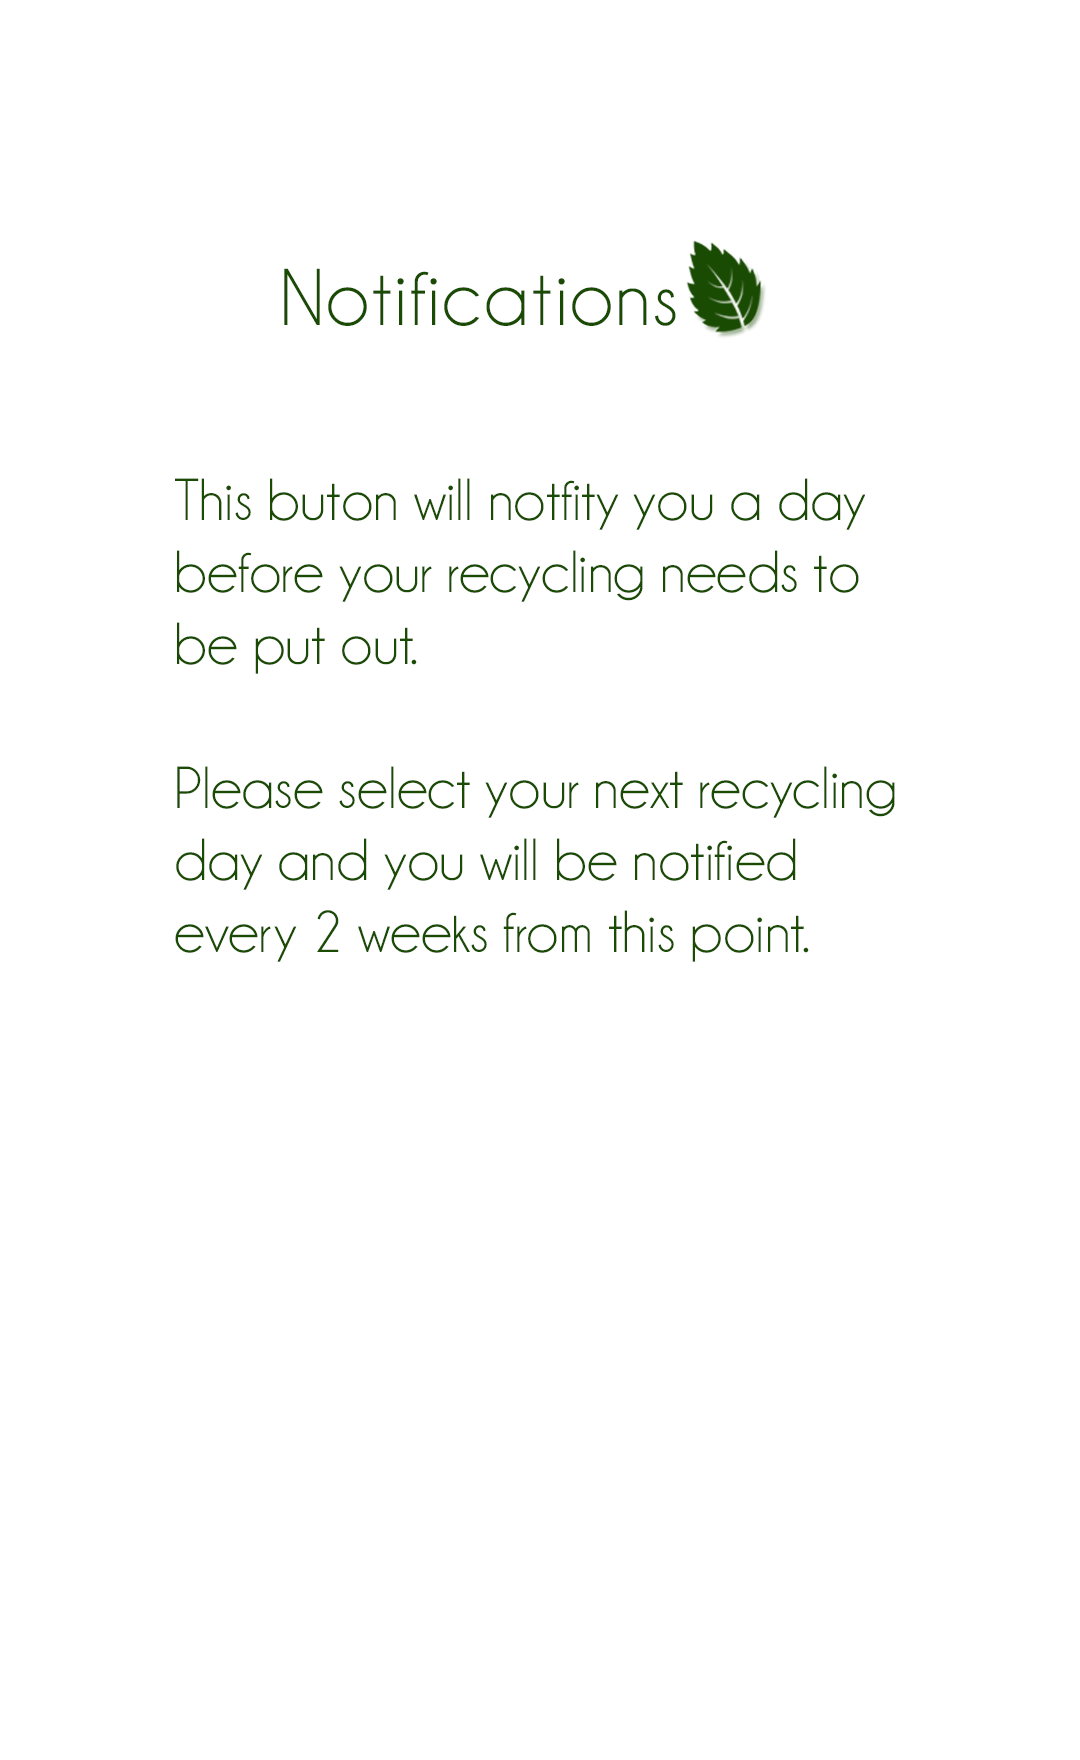 Notifications
This buton will notfity you a day
before your recycling needs to
be put out.
Please select your next recycling
day and you will be notified
every 2 weeks from this point.